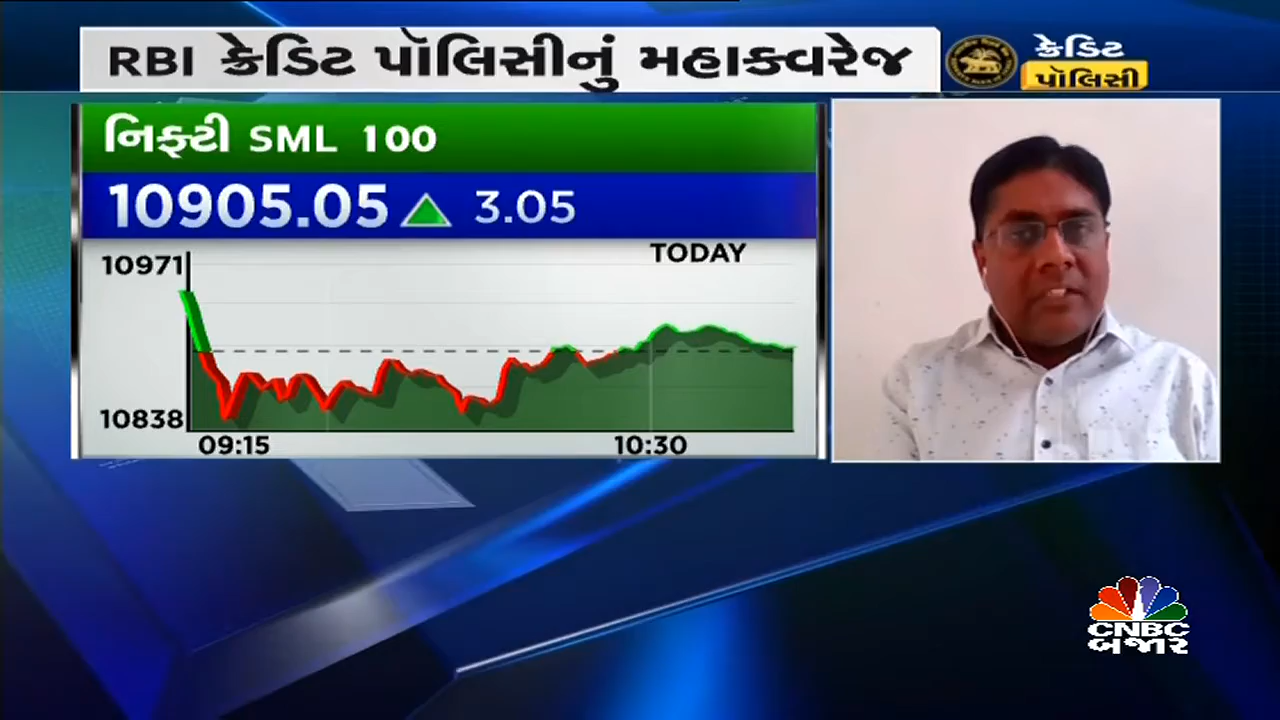 RBI ક્રેડિટ પૉલિસીનું મહાકવરેજ
ક્રેડિટ
પૉલિસી
નિફ્ટી SML 100
10905.05 3.05
TODAY
10971
10838
09:15 10:30
CNBC
બજાર